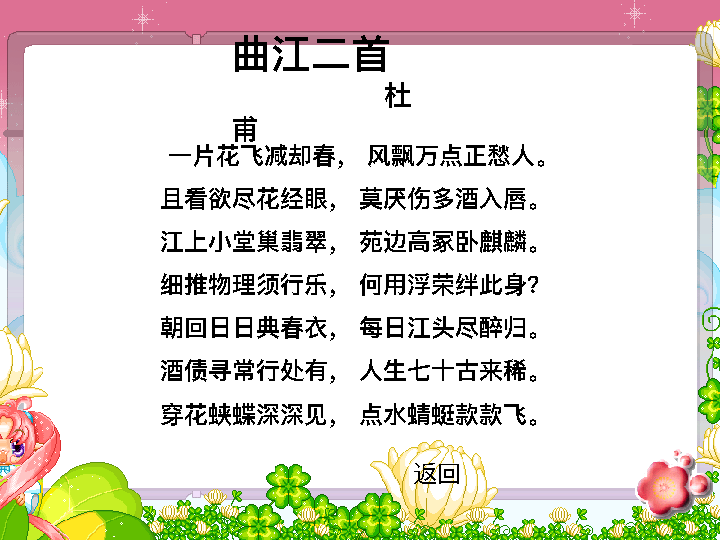 曲江二首
杜
甫
一片花飞减却春， 风飘万点正愁人。
且看欲尽花经眼， 莫厌伤多酒入唇。
江上小堂巢翡翠， 苑边高冢卧麒麟。
细推物理须行乐， 何用浮荣绊此身？
朝回日日典春衣， 每日江头尽醉归。
酒债寻常行处有， 人生七十古来稀。
穿花蛱蝶深深见， 点水蜻蜓款款飞。
返回